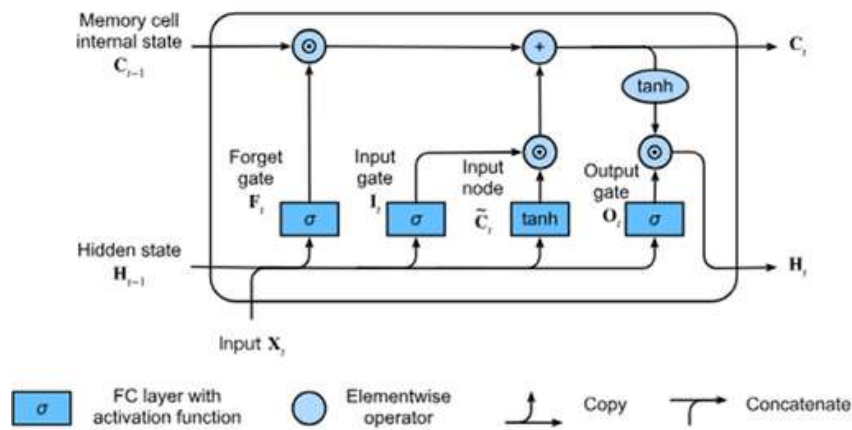 Memory cell
internal state
C_{t-1}
C_t
tanh
Forget
gate
F_t
Input
gate
I_t
Input
node
C̃_t
Output
gate
O_t
σ
σ
tanh
σ
Hidden state
H_{t-1}
H_t
Input X_t
σ
FC layer with
activation function
Elementwise
operator
Copy
Concatenate